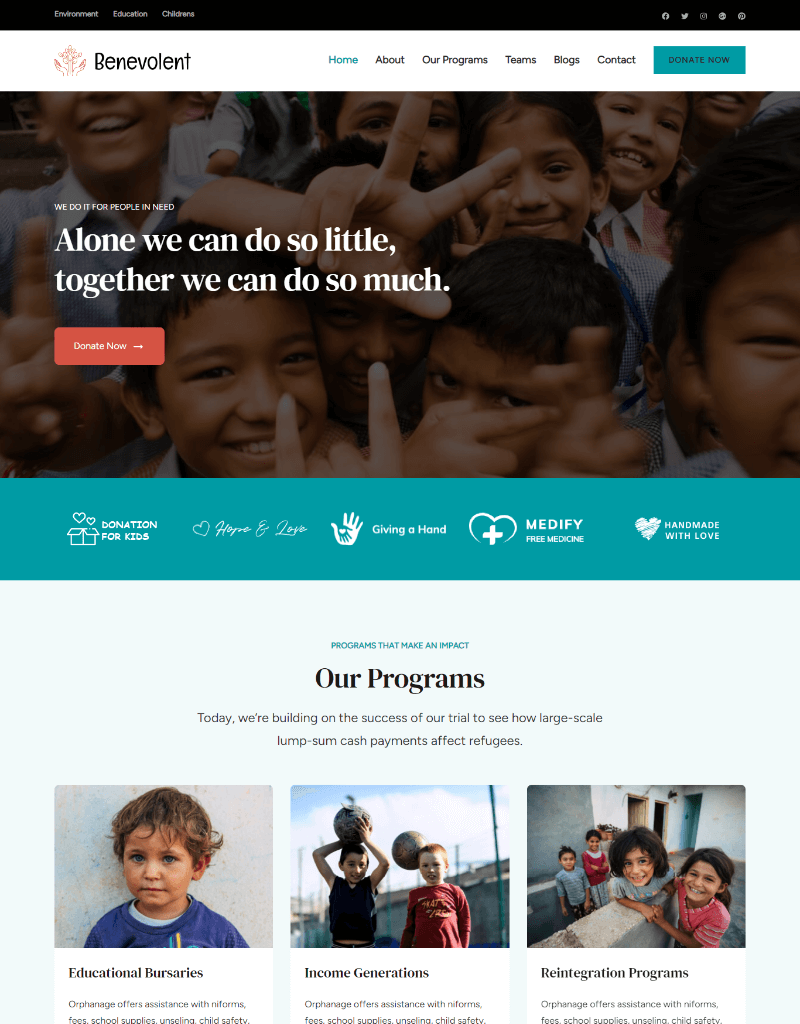 Environment Education Childrens
Benevolent
Home About Our Programs Teams Blogs Contact DONATE NOW
WE DO IT FOR PEOPLE IN NEED
Alone we can do so little,
together we can do so much.
Donate Now →
DONATION
FOR KIDS
Hope & Love
Giving a Hand
MEDIFY
FREE MEDICINE
HANDMADE
WITH LOVE
PROGRAMS THAT MAKE AN IMPACT
Our Programs
Today, we're building on the success of our trial to see how large-scale
lump-sum cash payments affect refugees.
Educational Bursaries
Orphanage offers assistance with niforms,
fees, school supplies, unseling, child safety,
Income Generations
Orphanage offers assistance with niforms,
fees, school supplies, unseling, child safety,
Reintegration Programs
Orphanage offers assistance with niforms,
fees, school supplies, unseling, child safety,